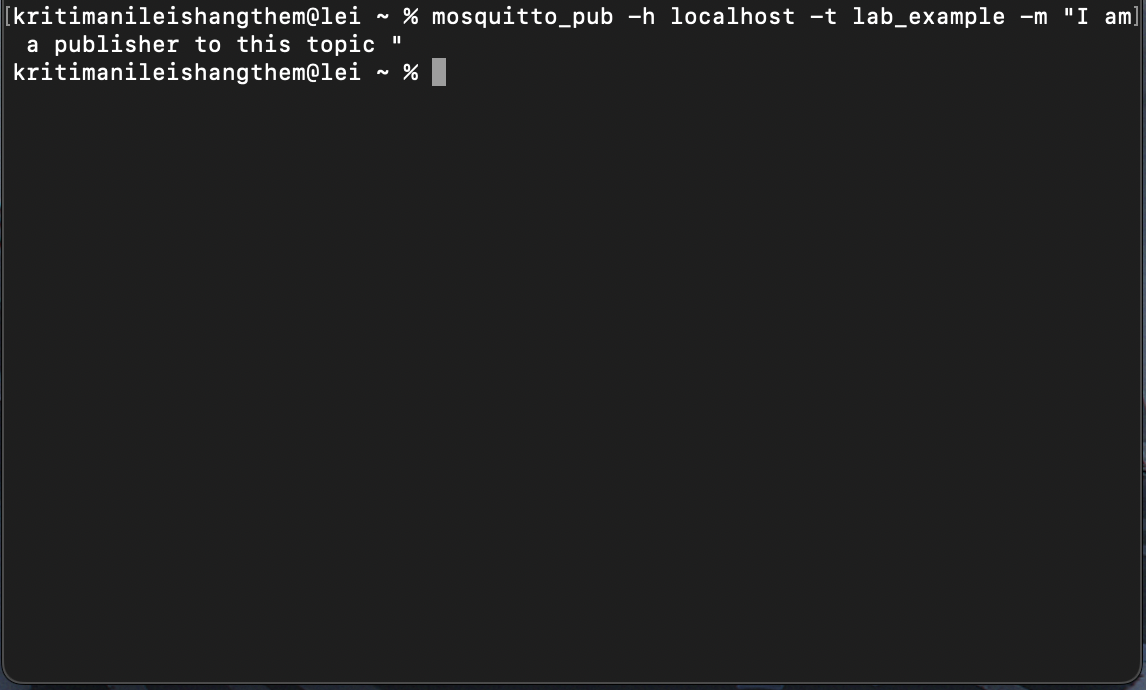 [kritimanileishangthem@lei ~ % mosquitto_pub -h localhost -t lab_example -m "I am]
 a publisher to this topic "
kritimanileishangthem@lei ~ %